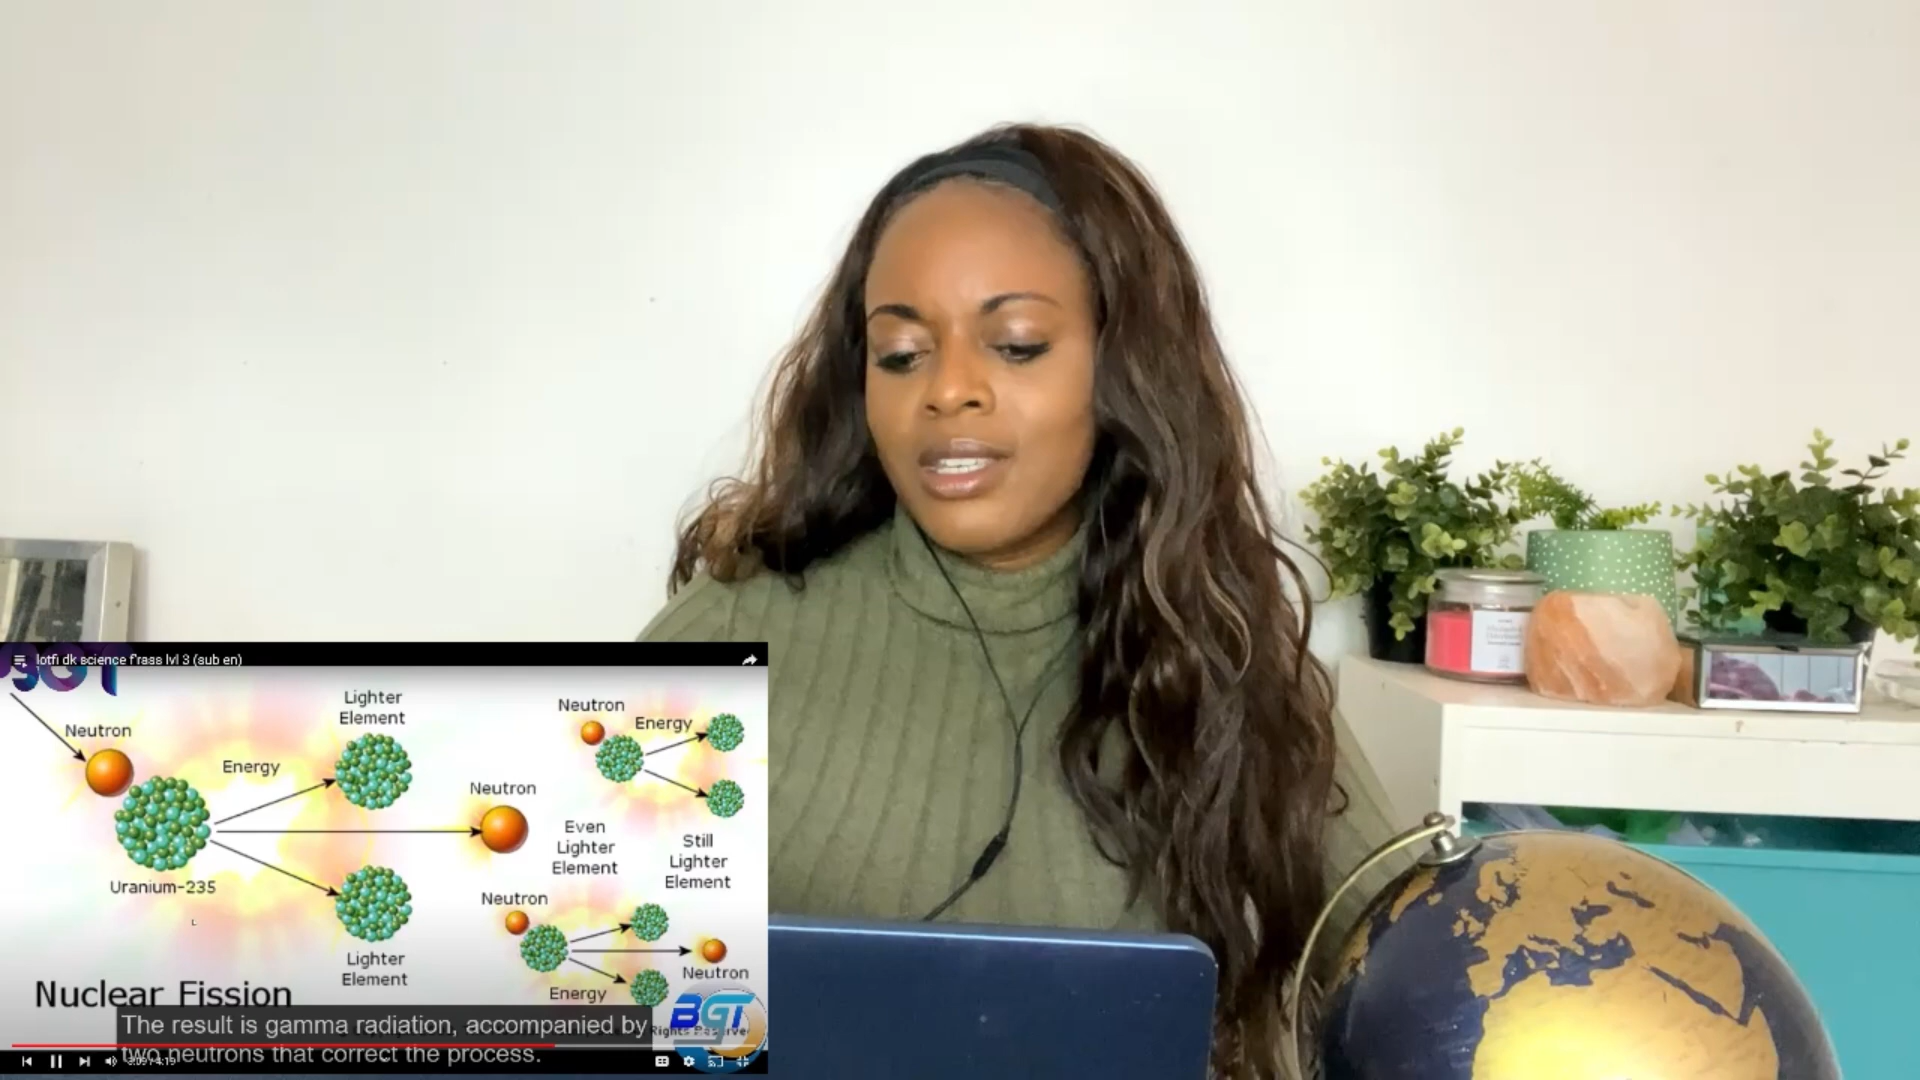 lotfi dk science f'rass lvl 3 (sub en)
Neutron
Lighter
Element
Energy
Neutron
Uranium-235
Lighter
Element
Neutron
Energy
Even
Lighter
Element
Still
Lighter
Element
Neutron
Neutron
Energy
Nuclear Fission
BGT
The result is gamma radiation, accompanied by
two neutrons that correct the process.